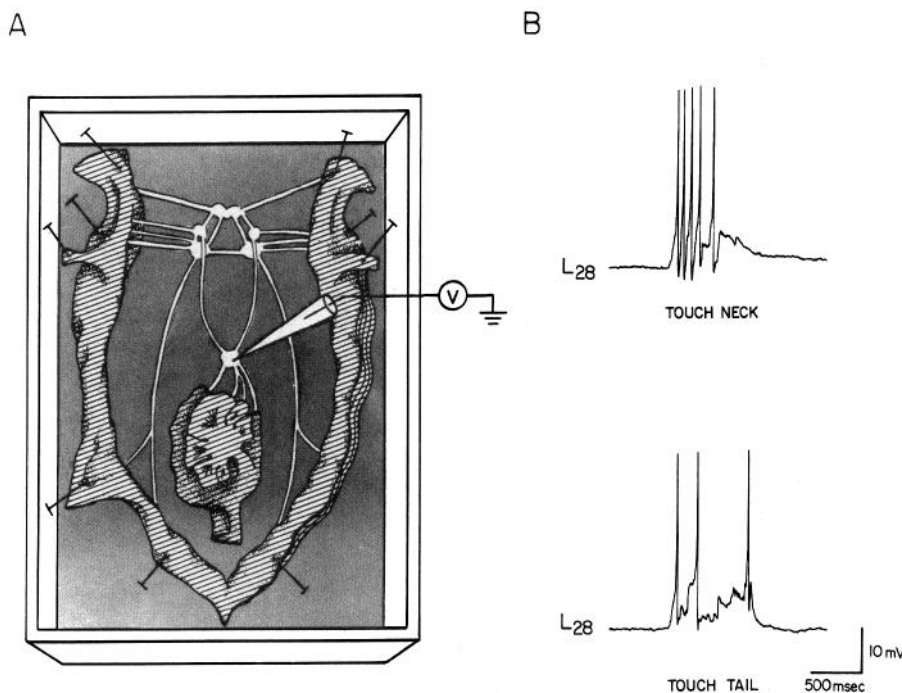 A
B
V
L28
TOUCH NECK
L28
10 mV
TOUCH TAIL
500 msec